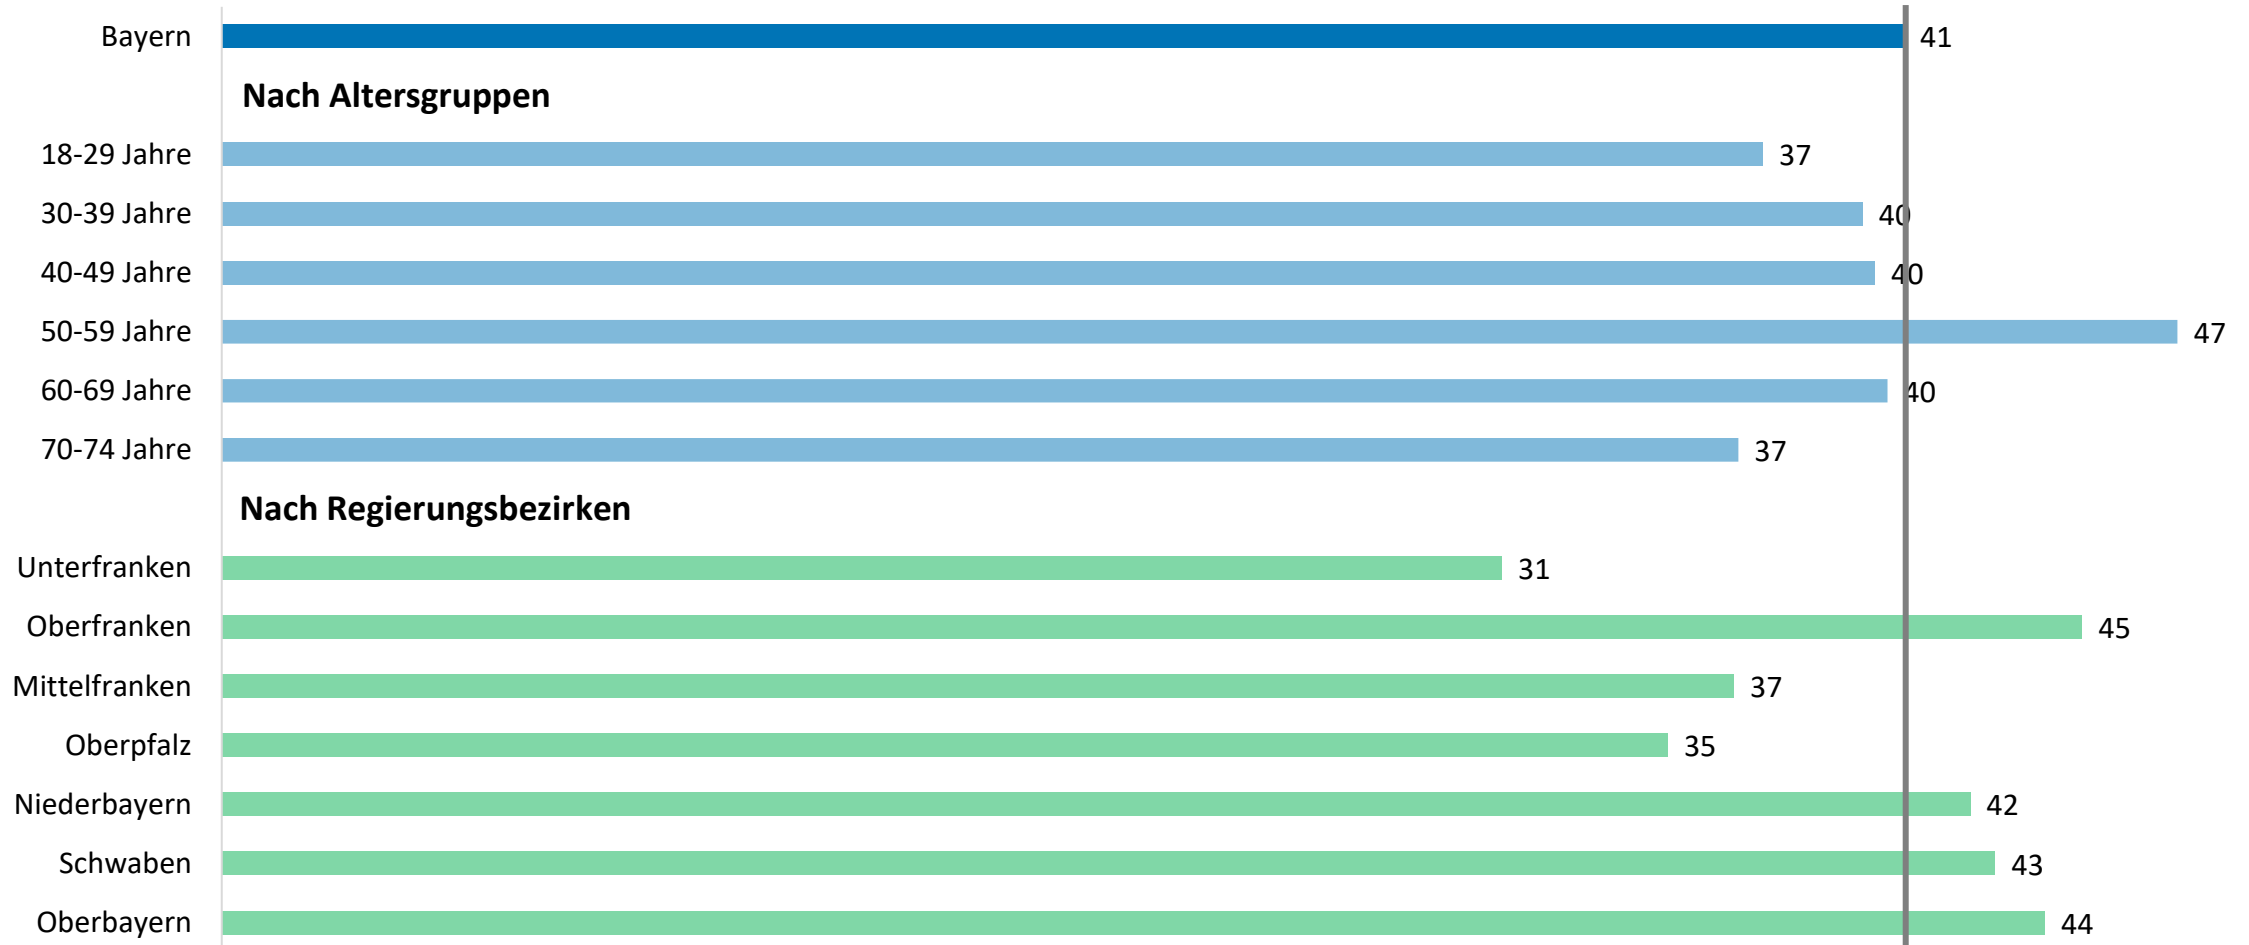 Bayern 41
Nach Altersgruppen
18-29 Jahre 37
30-39 Jahre 40
40-49 Jahre 40
50-59 Jahre 47
60-69 Jahre 40
70-74 Jahre 37
Nach Regierungsbezirken
Unterfranken 31
Oberfranken 45
Mittelfranken 37
Oberpfalz 35
Niederbayern 42
Schwaben 43
Oberbayern 44